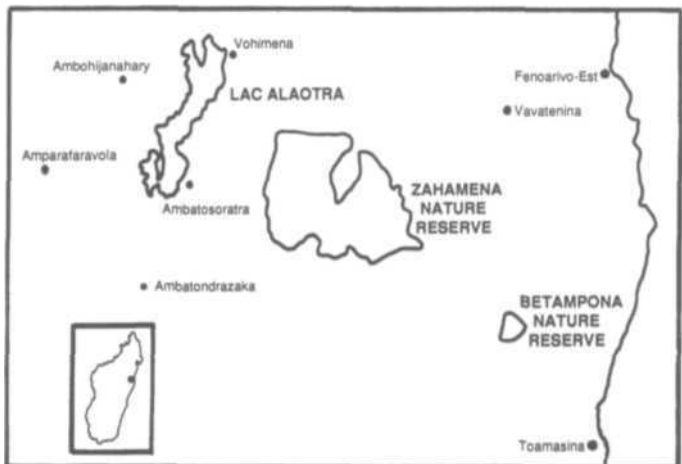 Vohimena
Ambohijanahary
Fenoarivo-Est
LAC ALAOTRA
Vavatenina
Amparafaravola
ZAHAMENA
NATURE
RESERVE
Ambatosoratra
Ambatondrazaka
BETAMPONA
NATURE
RESERVE
Toamasina